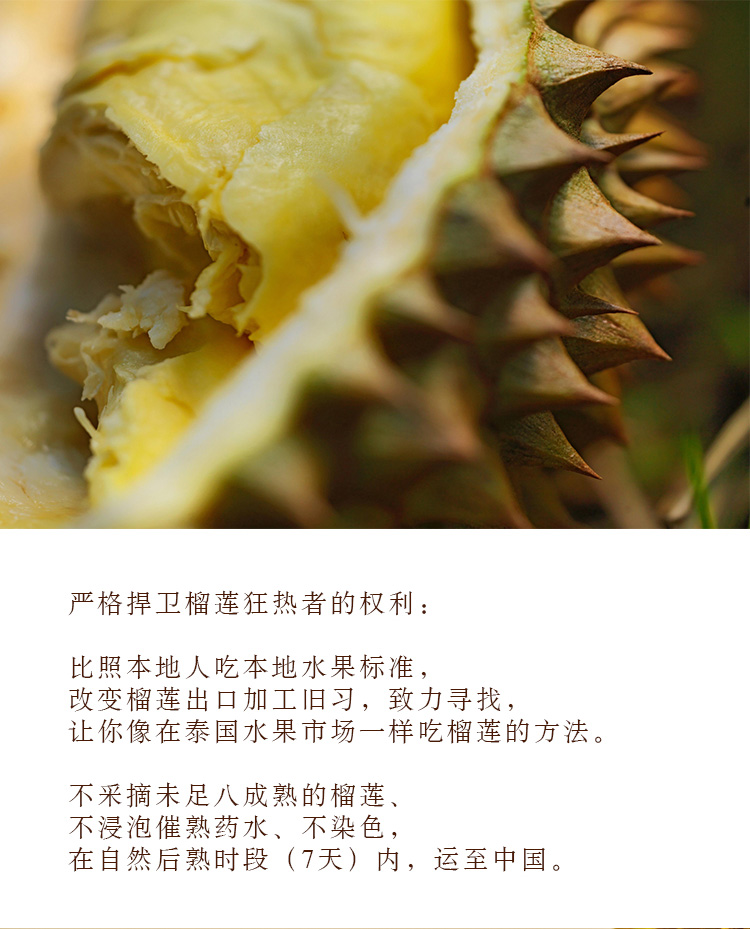 严格捍卫榴莲狂热者的权利：
比照本地人吃本地水果标准，
改变榴莲出口加工旧习，致力寻找，
让你像在泰国水果市场一样吃榴莲的方法。
不采摘未足八成熟的榴莲、
不浸泡催熟药水、不染色，
在自然后熟时段（7天）内，运至中国。